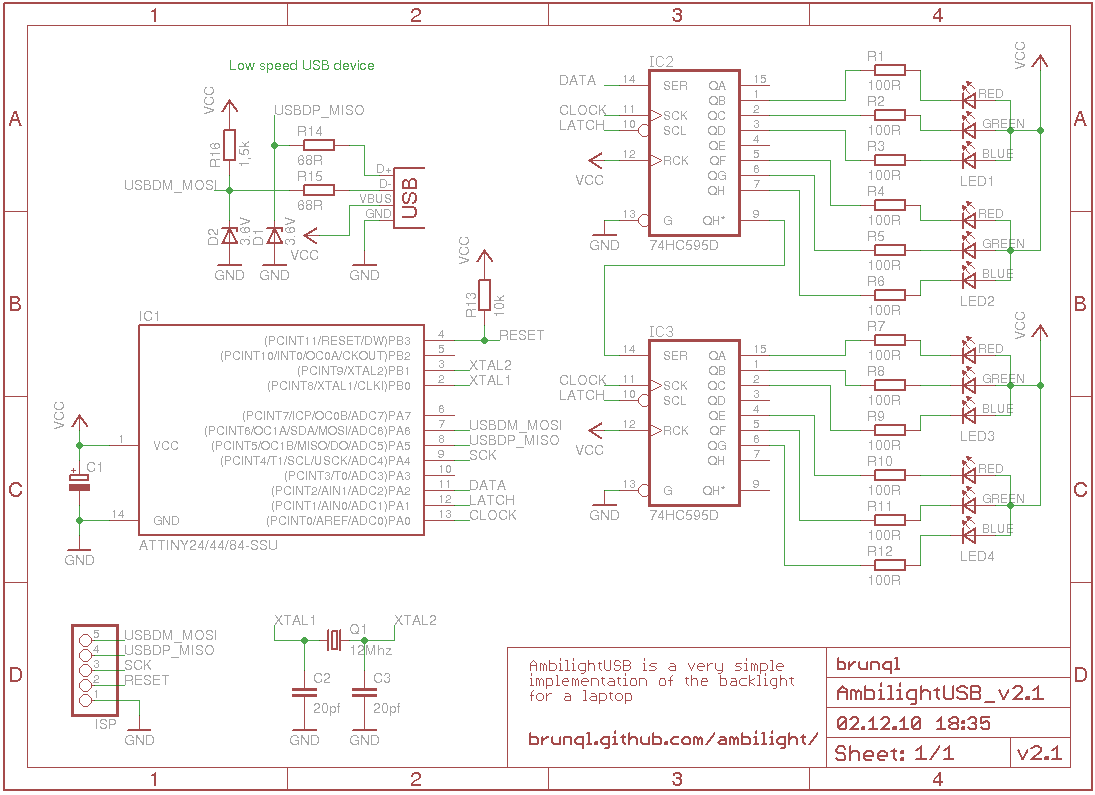 1 2 3 4
A
B
C
D
A
B
C
D
1 2 3 4
Low speed USB device
VCC
USBDP_MISO
R16
1,5k
R14
68R
R15
68R
USBDM_MOSI
D+
D-
VBUS
GND
USB
D2
3,6V
D1
3,6V
VCC
GND
GND
GND
VCC
R13
10k
RESET
IC1
(PCINT11/RESET/DW)PB3 4
(PCINT10/INT0/OC0A/CKOUT)PB2 5
(PCINT9/XTAL2)PB1 3 XTAL2
(PCINT8/XTAL1/CLKI)PB0 2 XTAL1
(PCINT7/ICP/OC0B/ADC7)PA7 6
(PCINT6/OC1A/SDA/MOSI/ADC6)PA6 7 USBDM_MOSI
(PCINT5/OC1B/MISO/DO/ADC5)PA5 8 USBDP_MISO
(PCINT4/T1/SCL/USCK/ADC4)PA4 9 SCK
(PCINT3/T0/ADC3)PA3 10
(PCINT2/AIN1/ADC2)PA2 11 DATA
(PCINT1/AIN0/ADC1)PA1 12 LATCH
(PCINT0/AREF/ADC0)PA0 13 CLOCK
1 VCC
14 GND
ATTINY24/44/84-SSU
VCC
+
C1
GND
IC2
DATA 14 SER
CLOCK 11 SCK
LATCH 10 SCL
12 RCK
VCC
13 G
GND
QA 15
QB 1
QC 2
QD 3
QE 4
QF 5
QG 6
QH 7
QH* 9
74HC595D
IC3
14 SER
CLOCK 11 SCK
LATCH 10 SCL
12 RCK
VCC
13 G
GND
QA 15
QB 1
QC 2
QD 3
QE 4
QF 5
QG 6
QH 7
QH* 9
74HC595D
R1
100R
R2
100R
R3
100R
R4
100R
R5
100R
R6
100R
R7
100R
R8
100R
R9
100R
R10
100R
R11
100R
R12
100R
VCC
RED
GREEN
BLUE
LED1
RED
GREEN
BLUE
LED2
VCC
RED
GREEN
BLUE
LED3
RED
GREEN
BLUE
LED4
5 USBDM_MOSI
4 USBDP_MISO
3 SCK
2 RESET
1
ISP
GND
XTAL1
XTAL2
Q1
12Mhz
C2
20pf
C3
20pf
GND
GND
AmbilightUSB is a very simple
implementation of the backlight
for a laptop
brunql.github.com/ambilight/
brunql
AmbilightUSB_v2.1
02.12.10 18:35
Sheet: 1/1
v2.1